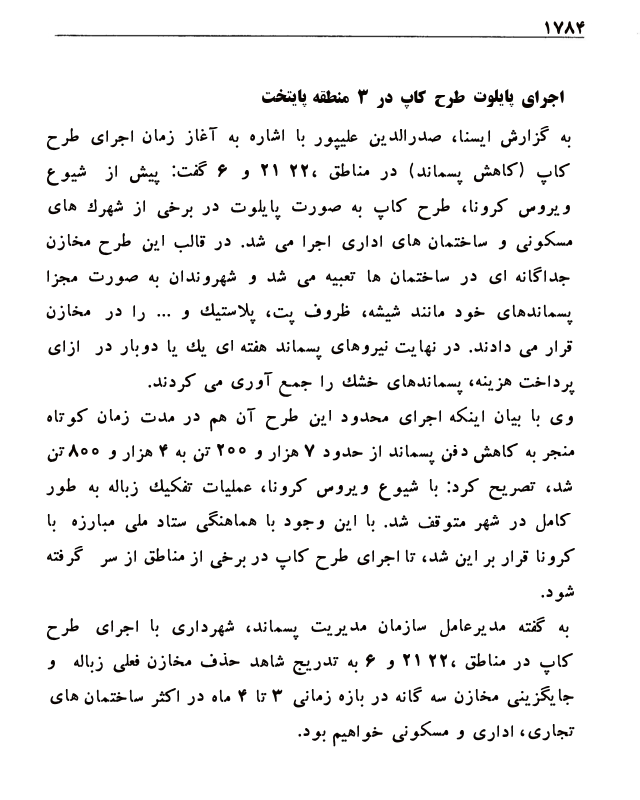 ۱۷۸۴
اجرای پایلوت طرح کاپ در ۳ منطقه پایتخت
به گزارش ایسنا، صدرالدین علیپور با اشاره به آغاز زمان اجرای طرح
کاپ (کاهش پسماند) در مناطق ،۲۲ ۲۱ و ۶ گفت: پیش از شیوع
ویروس کرونا، طرح کاپ به صورت پایلوت در برخی از شهرك های
مسکونی و ساختمان های اداری اجرا می شد. در قالب این طرح مخازن
جداگانه ای در ساختمان ها تعبیه می شد و شهروندان به صورت مجزا
پسماندهای خود مانند شیشه، ظروف پت، پلاستیك و ... را در مخازن
قرار می دادند. در نهایت نیروهای پسماند هفته ای یك یا دوبار در ازای
پرداخت هزینه، پسماندهای خشك را جمع آوری می کردند.
وی با بیان اینکه اجرای محدود این طرح آن هم در مدت زمان کوتاه
منجر به کاهش دفن پسماند از حدود ۷ هزار و ۲۰۰ تن به ۴ هزار و ۸۰۰ تن
شد، تصریح کرد: با شیوع ویروس کرونا، عملیات تفکیك زباله به طور
کامل در شهر متوقف شد. با این وجود با هماهنگی ستاد ملی مبارزه با
کرونا قرار بر این شد، تا اجرای طرح کاپ در برخی از مناطق از سر گرفته
شود.
به گفته مدیرعامل سازمان مدیریت پسماند، شهرداری با اجرای طرح
کاپ در مناطق ،۲۲ ۲۱ و ۶ به تدریج شاهد حذف مخازن فعلی زباله و
جایگزینی مخازن سه گانه در بازه زمانی ۳ تا ۴ ماه در اکثر ساختمان های
تجاری، اداری و مسکونی خواهیم بود.